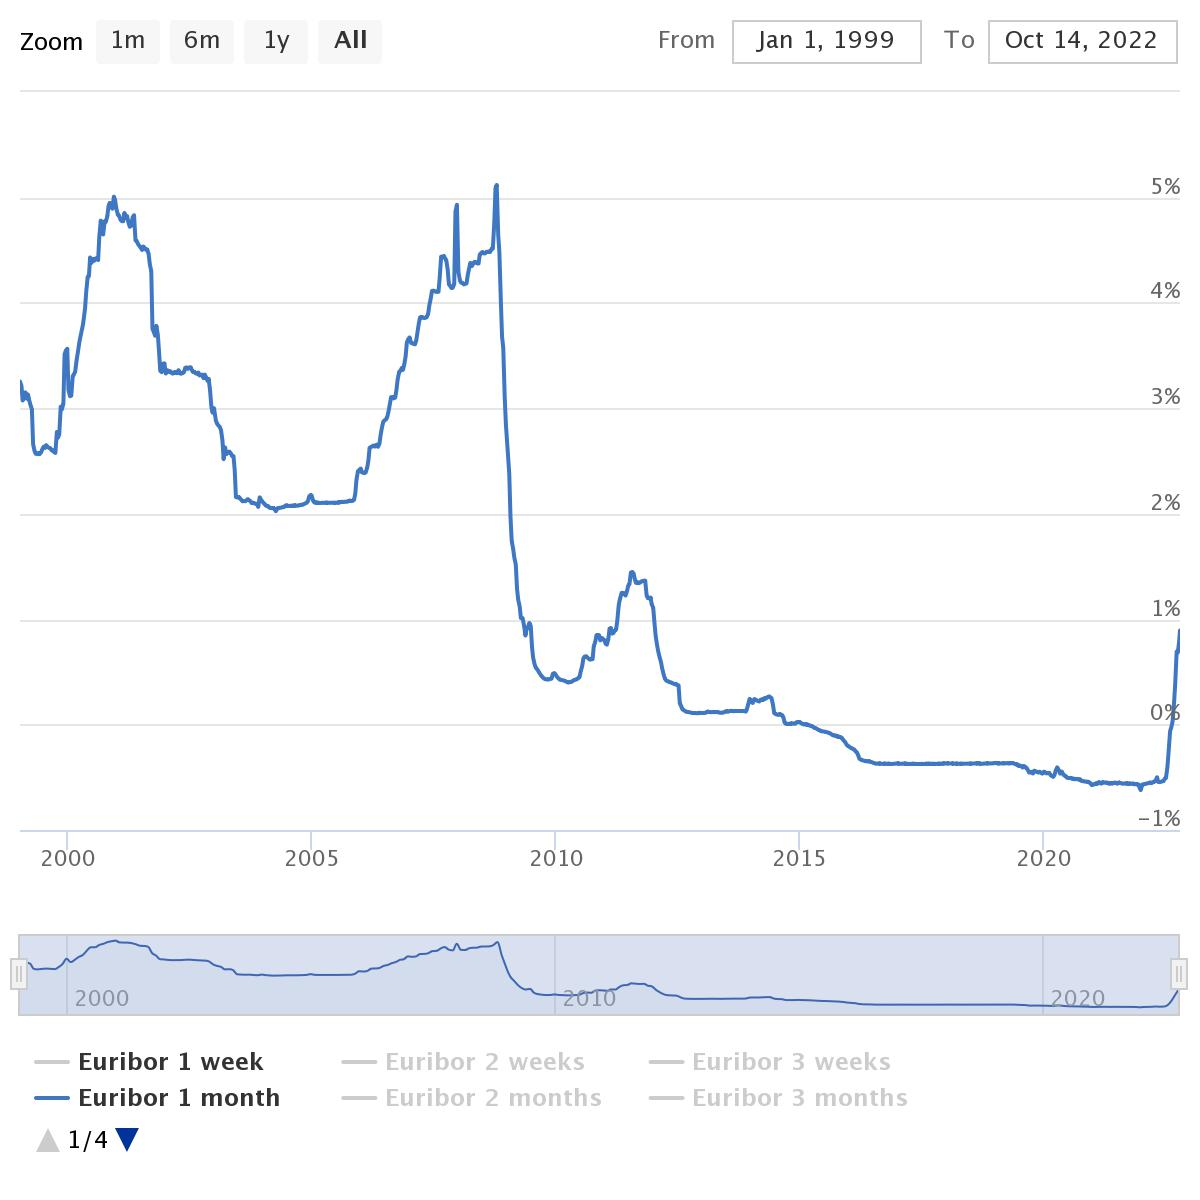 Zoom 1m 6m 1y All From Jan 1, 1999 To Oct 14, 2022
5%
4%
3%
2%
1%
0%
−1%
2000 2005 2010 2015 2020
2000 2010 2020
Euribor 1 week Euribor 2 weeks Euribor 3 weeks
Euribor 1 month Euribor 2 months Euribor 3 months
1/4